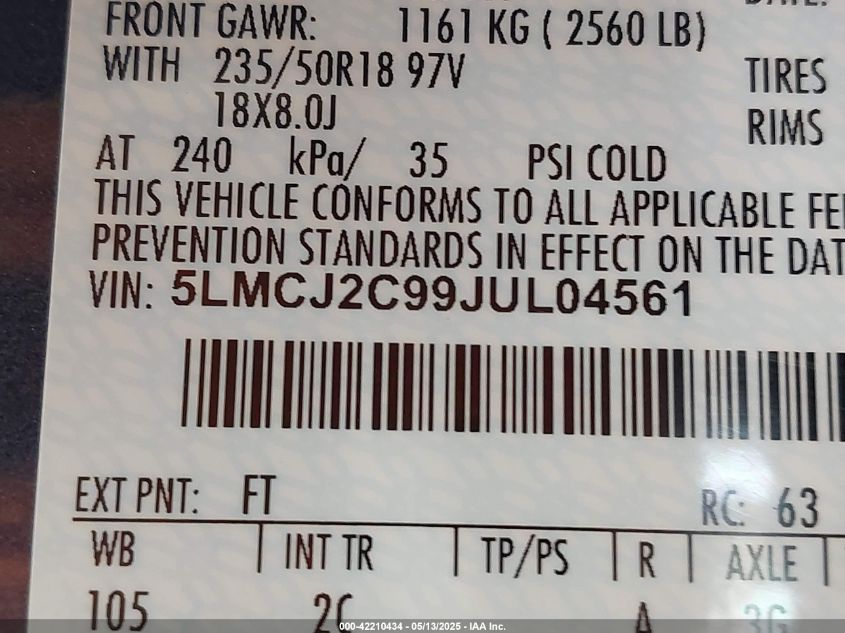 DATE:
FRONT GAWR: 1161 KG ( 2560 LB)
WITH 235/50R18 97V TIRES
18X8.0J RIMS
AT 240 kPa/ 35 PSI COLD
THIS VEHICLE CONFORMS TO ALL APPLICABLE
PREVENTION STANDARDS IN EFFECT ON THE
VIN: 5LMCJ2C99JUL04561
EXT PNT: FT RC: 63
WB INT TR TP/PS R AXLE
105 2C A 3G
000-42210434 - 05/13/2025 - IAA Inc.